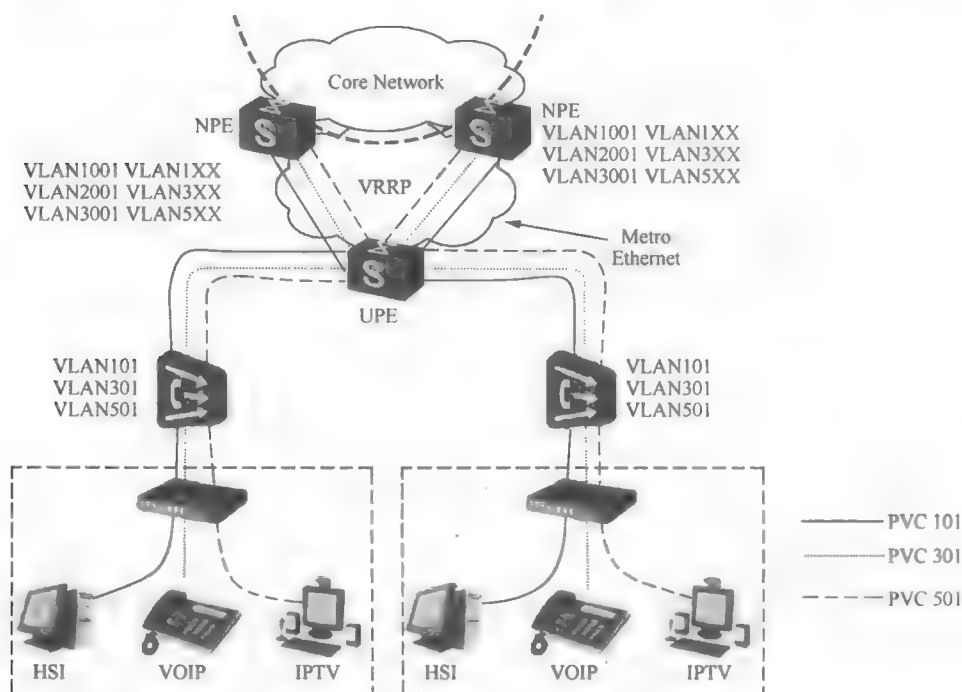 Core Network
NPE
NPE
VLAN1001 VLAN1XX
VLAN2001 VLAN3XX
VLAN3001 VLAN5XX
VLAN1001 VLAN1XX
VLAN2001 VLAN3XX
VLAN3001 VLAN5XX
VRRP
Metro
Ethernet
S
S
S
UPE
VLAN101
VLAN301
VLAN501
VLAN101
VLAN301
VLAN501
PVC 101
PVC 301
PVC 501
HSI
VOIP
IPTV
HSI
VOIP
IPTV